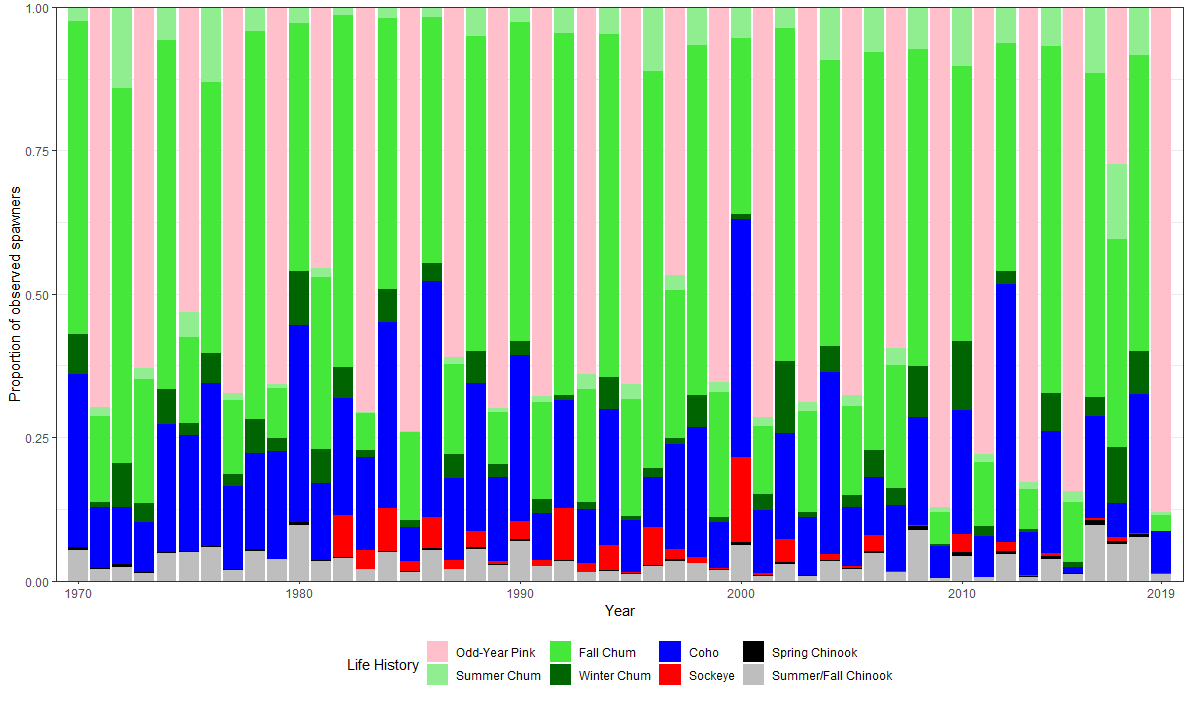 1.00
0.75
0.50
0.25
0.00
Proportion of observed spawners
1970 1980 1990 2000 2010 2019
Year
Life History
Odd-Year Pink Fall Chum Coho Spring Chinook
Summer Chum Winter Chum Sockeye Summer/Fall Chinook